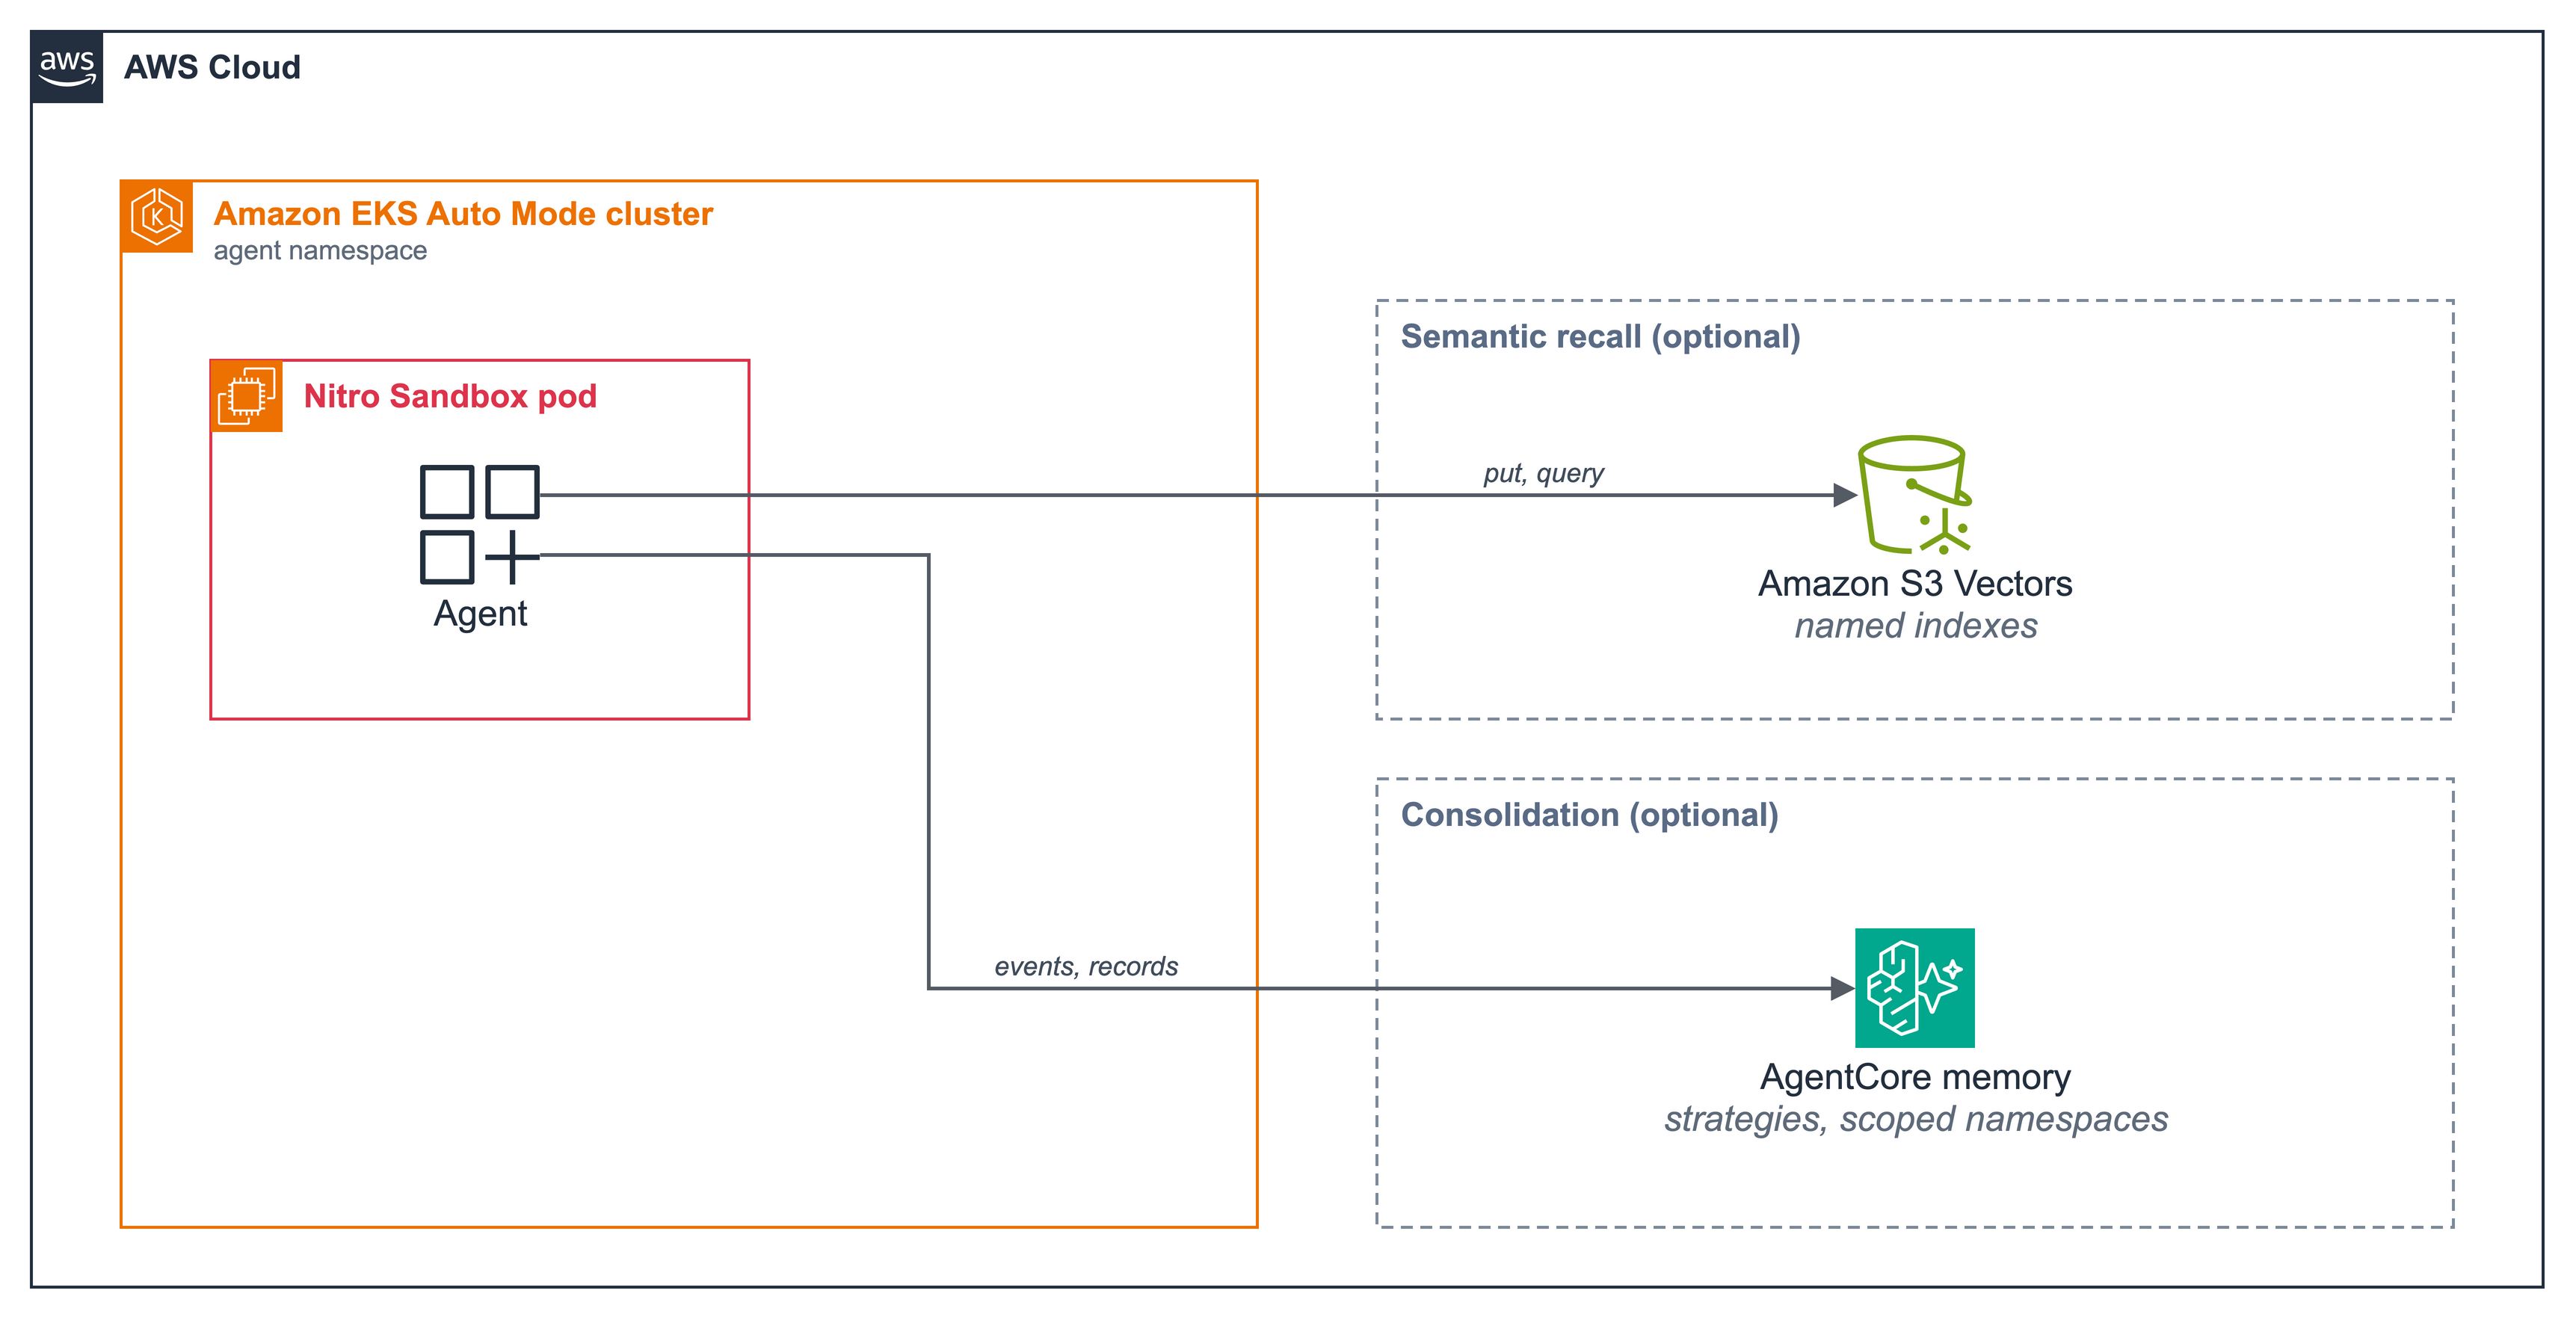 aws
AWS Cloud
Amazon EKS Auto Mode cluster
agent namespace
Nitro Sandbox pod
Agent
Semantic recall (optional)
put, query
Amazon S3 Vectors
named indexes
Consolidation (optional)
events, records
AgentCore memory
strategies, scoped namespaces